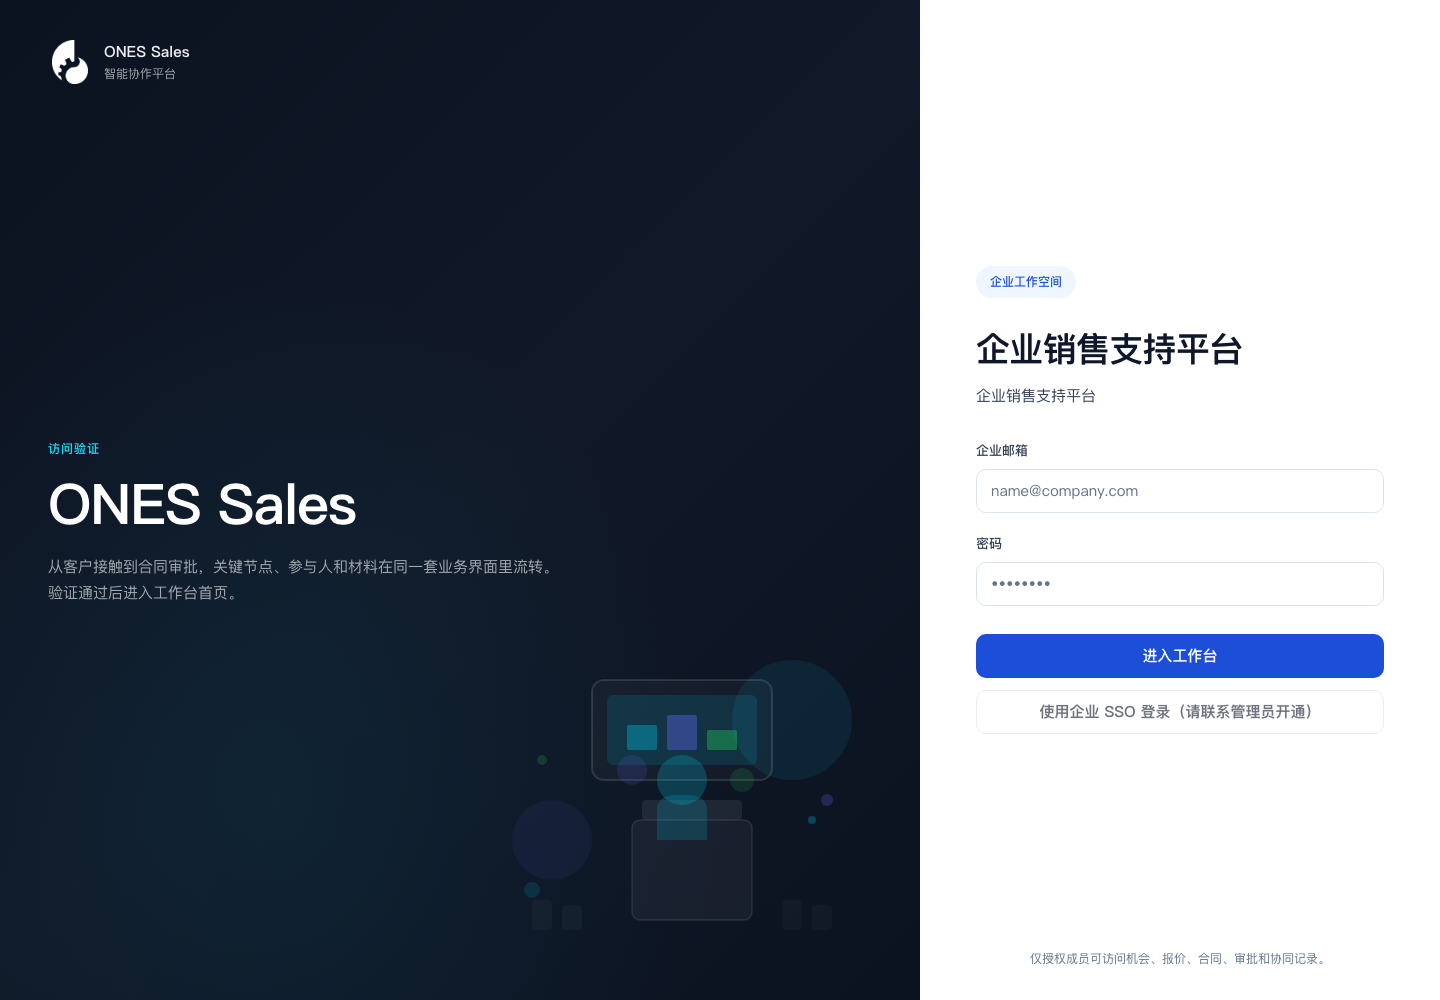 ONES Sales
智能协作平台
访问验证
ONES Sales
从客户接触到合同审批，关键节点、参与人和材料在同一套业务界面里流转。
验证通过后进入工作台首页。
企业工作空间
企业销售支持平台
企业销售支持平台
企业邮箱
name@company.com
密码
••••••••
进入工作台
使用企业 SSO 登录（请联系管理员开通）
仅授权成员可访问机会、报价、合同、审批和协同记录。